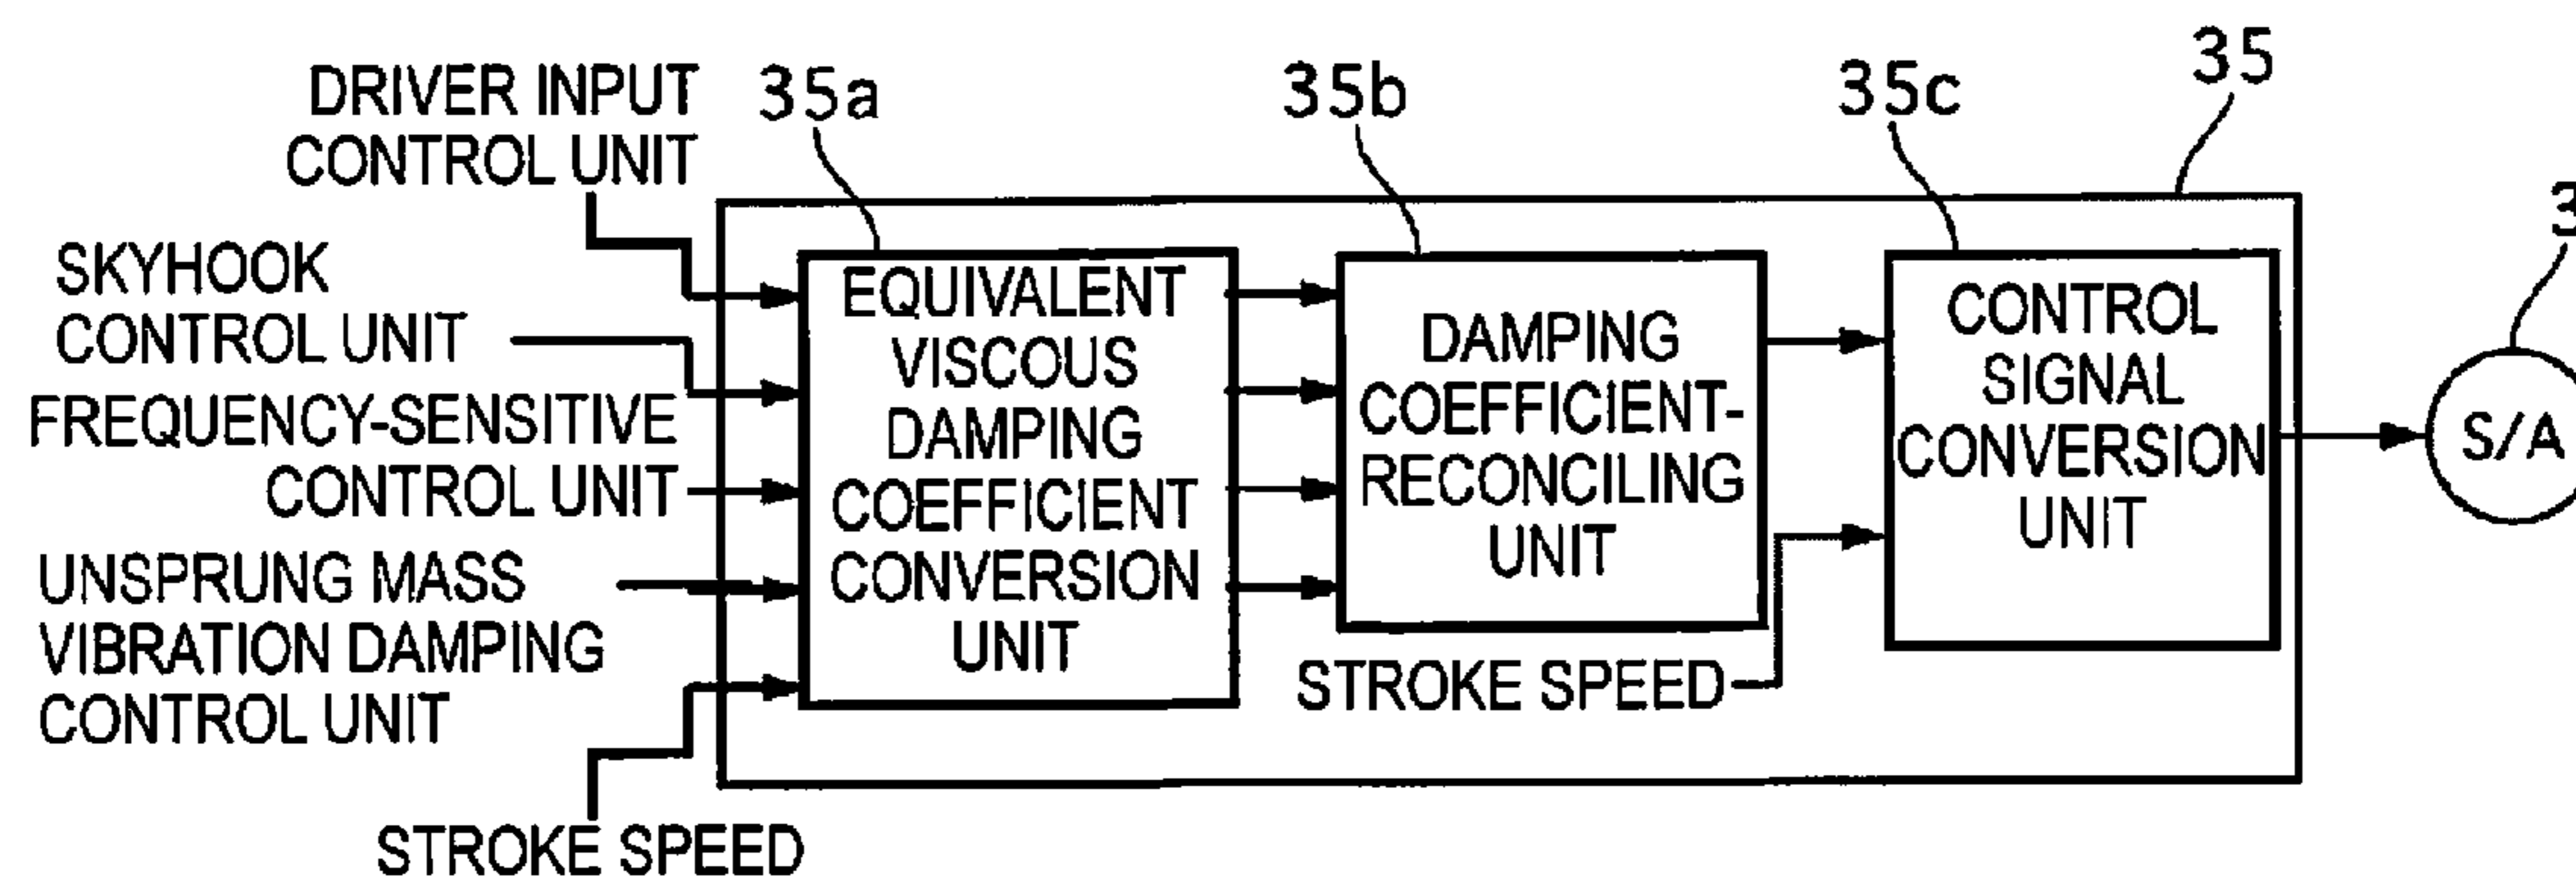 DRIVER INPUT
CONTROL UNIT
35a
35b
35c
35
3
SKYHOOK
CONTROL UNIT
FREQUENCY-SENSITIVE
CONTROL UNIT
UNSPRUNG MASS
VIBRATION DAMPING
CONTROL UNIT
STROKE SPEED
EQUIVALENT
VISCOUS
DAMPING
COEFFICIENT
CONVERSION
UNIT
DAMPING
COEFFICIENT-
RECONCILING
UNIT
STROKE SPEED
CONTROL
SIGNAL
CONVERSION
UNIT
S/A